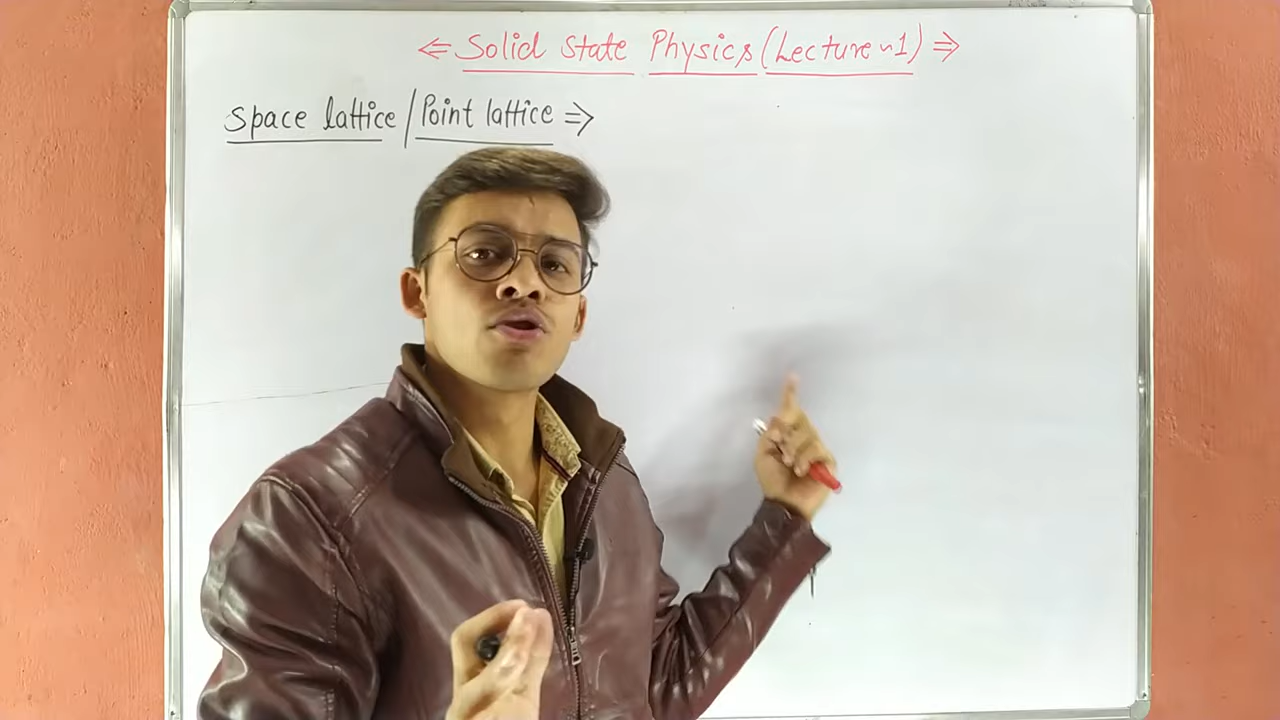 ⇐ Solid State Physics (Lecture ~ 1) ⇒
Space lattice / Point lattice ⇒